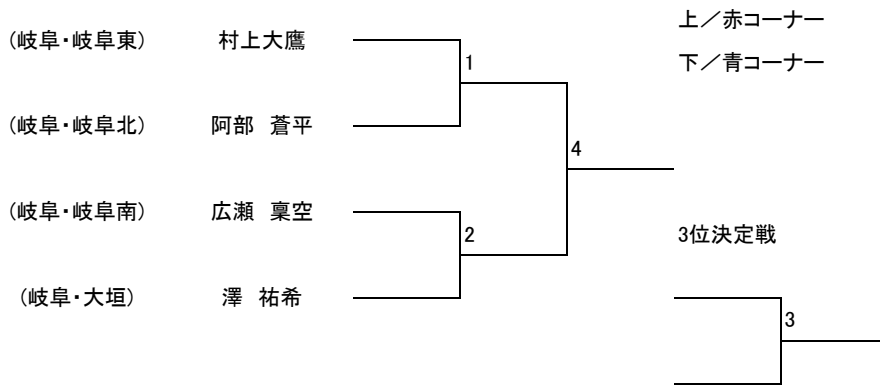 上／赤コーナー
(岐阜・岐阜東) 村上大鷹
下／青コーナー
1
(岐阜・岐阜北) 阿部 蒼平
4
(岐阜・岐阜南) 広瀬 稟空
2
3位決定戦
(岐阜・大垣) 澤 祐希
3